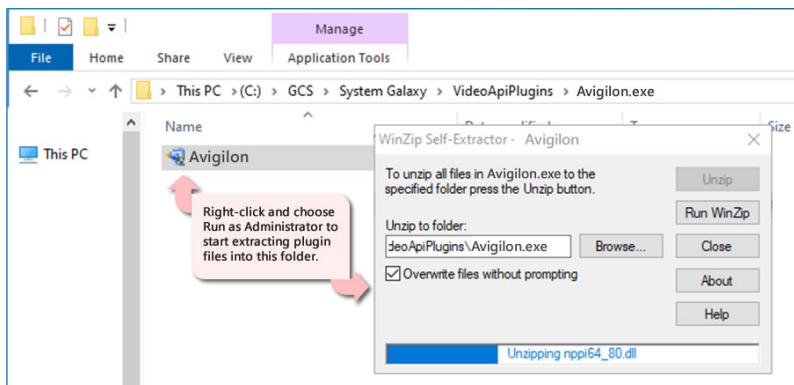 Manage
File
Home
Share
View
Application Tools
This PC > (C:) > GCS > System Galaxy > VideoApiPlugins > Avigilon.exe
Name
Size
This PC
Avigilon
Right-click and choose
Run as Administrator to
start extracting plugin
files into this folder.
WinZip Self-Extractor - Avigilon
To unzip all files in Avigilon.exe to the
specified folder press the Unzip button.
Unzip to folder:
deoApiPlugins\Avigilon.exe
Browse...
Overwrite files without prompting
Unzip
Run WinZip
Close
About
Help
Unzipping nppi64_80.dll